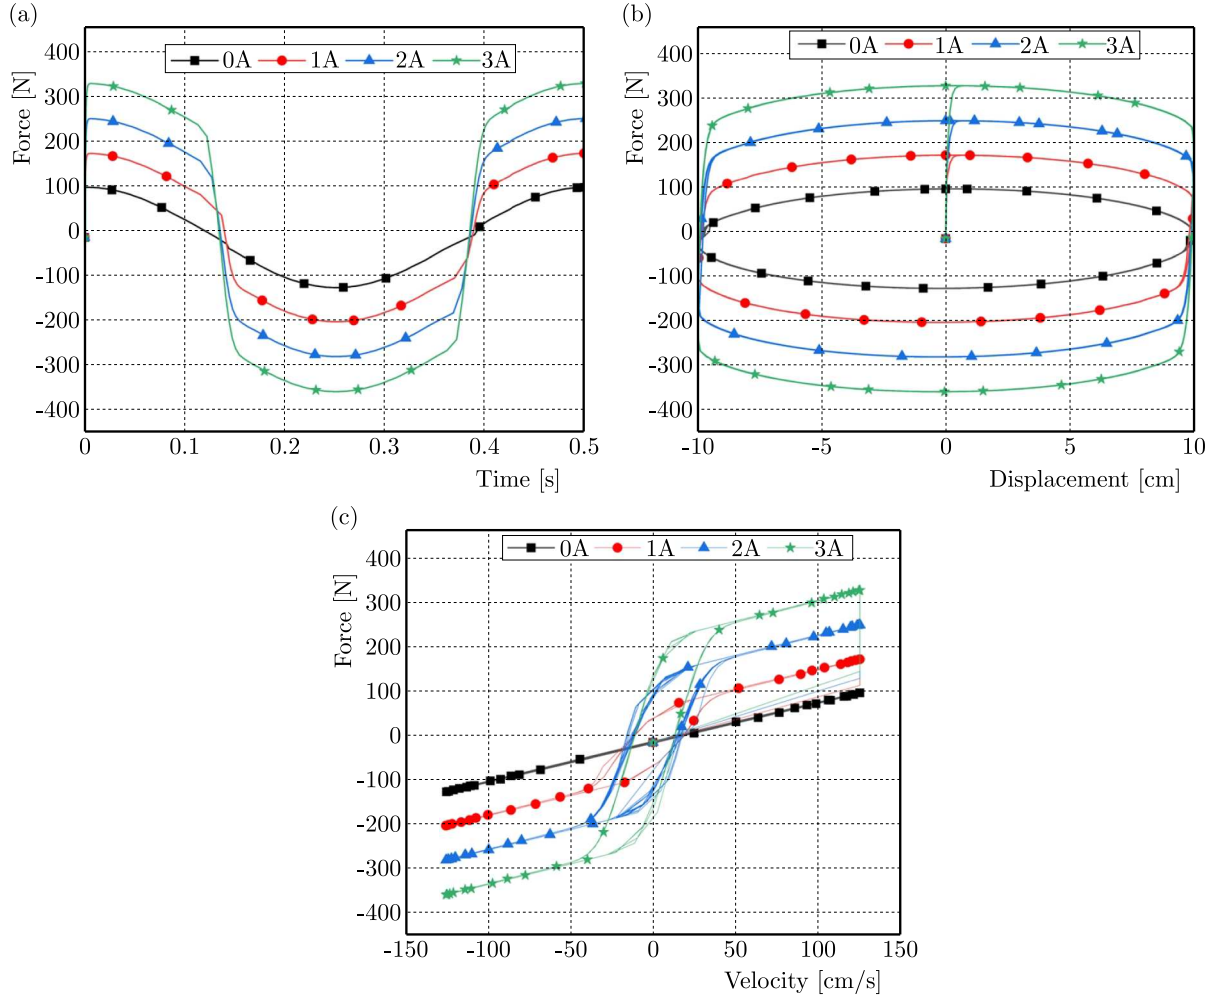 (a)
0A 1A 2A 3A
Force [N]
400
300
200
100
0
-100
-200
-300
-400
0 0.1 0.2 0.3 0.4 0.5
Time [s]
(b)
0A 1A 2A 3A
Force [N]
400
300
200
100
0
-100
-200
-300
-400
-10 -5 0 5 10
Displacement [cm]
(c)
0A 1A 2A 3A
Force [N]
400
300
200
100
0
-100
-200
-300
-400
-150 -100 -50 0 50 100 150
Velocity [cm/s]